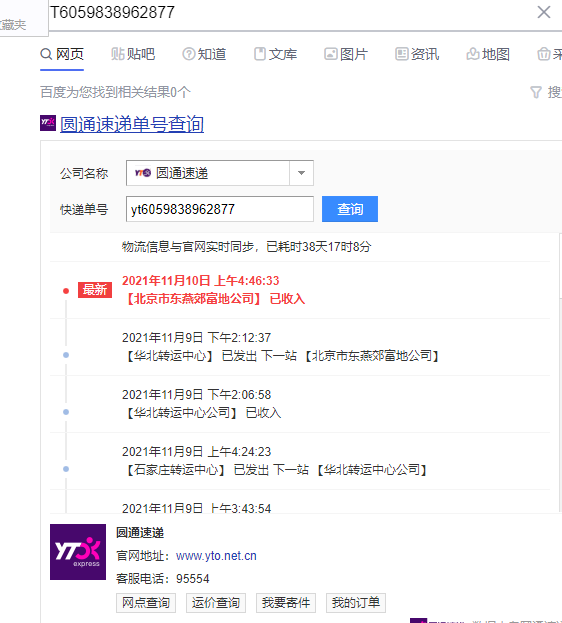 T6059838962877
藏夹
网页 贴吧 知道 文库 图片 资讯 地图 采
百度为您找到相关结果0个 搜
YTO 圆通速递单号查询
公司名称 YTO 圆通速递
快递单号 yt6059838962877 查询
物流信息与官网实时同步，已耗时38天17时8分
2021年11月10日 上午4:46:33
最新
【北京市东燕郊富地公司】 已收入
2021年11月9日 下午2:12:37
【华北转运中心】 已发出 下一站 【北京市东燕郊富地公司】
2021年11月9日 下午2:06:58
【华北转运中心公司】 已收入
2021年11月9日 上午4:24:23
【石家庄转运中心】 已发出 下一站 【华北转运中心公司】
2021年11月9日 上午3:43:54
YTO express
圆通速递
官网地址：www.yto.net.cn
客服电话：95554
网点查询 运价查询 我要寄件 我的订单